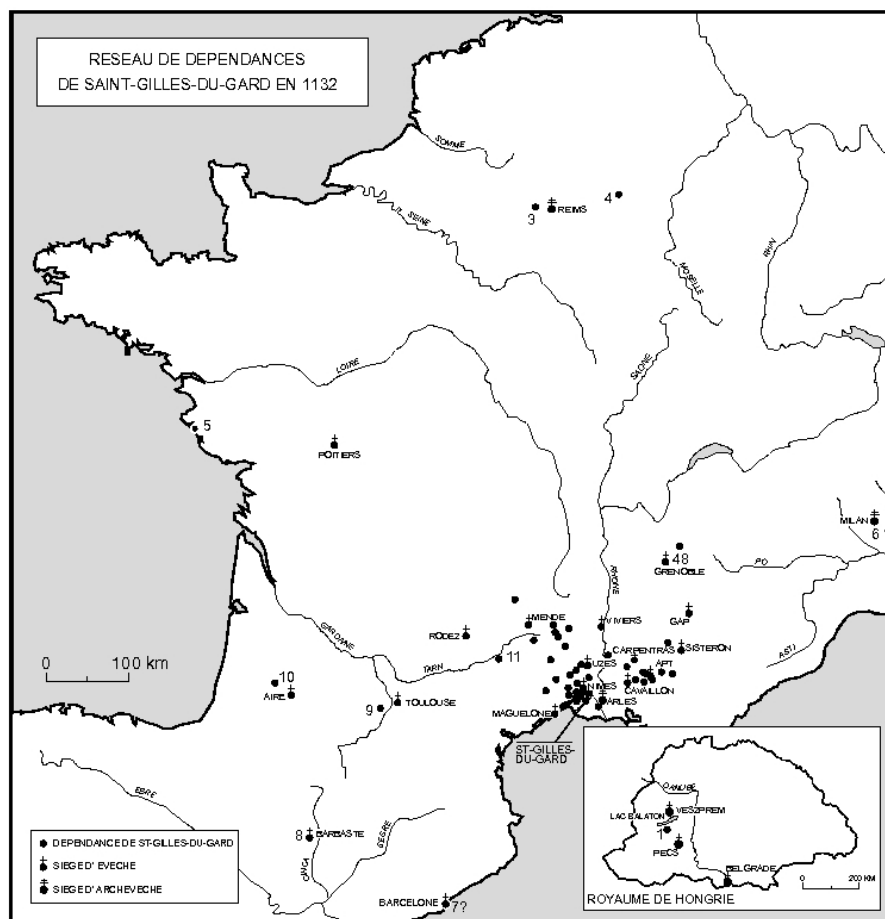 RESEAU DE DEPENDANCES
DE SAINT-GILLES-DU-GARD EN 1132
SOMME
SEINE
3
REIMS
4
MOSELLE
RHIN
LOIRE
SAONE
5
POITIERS
MILAN
6
48
GRENOBLE
PO
RHONE
GARONNE
MENDE
VIVIERS
GAP
RODEZ
CARPENTRAS
SISTERON
ASTI
0 100 km
TARN
11
UZES
APT
10
AIRE
NIMES
CAVAILLON
9
TOULOUSE
MAGUELONE
ARLES
ST-GILLES-
DU-GARD
EBRE
8
BARBASTE
CINCA
SEGRE
BARCELONE
7?
DEPENDANCE DE ST-GILLES-DU-GARD
SIEGE D' EVECHE
SIEGE D' ARCHEVECHE
DANUBE
LAC BALATON
VESZPREM
1
PECS
BELGRADE
0 200 KM
ROYAUME DE HONGRIE